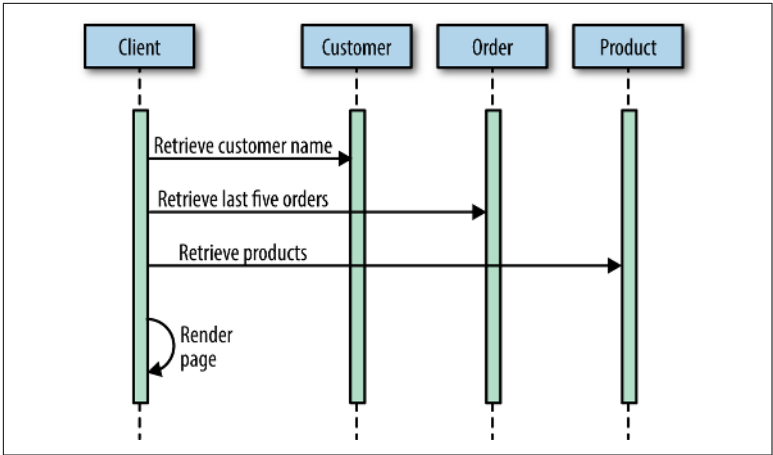 Client
Customer
Order
Product
Retrieve customer name
Retrieve last five orders
Retrieve products
Render
page